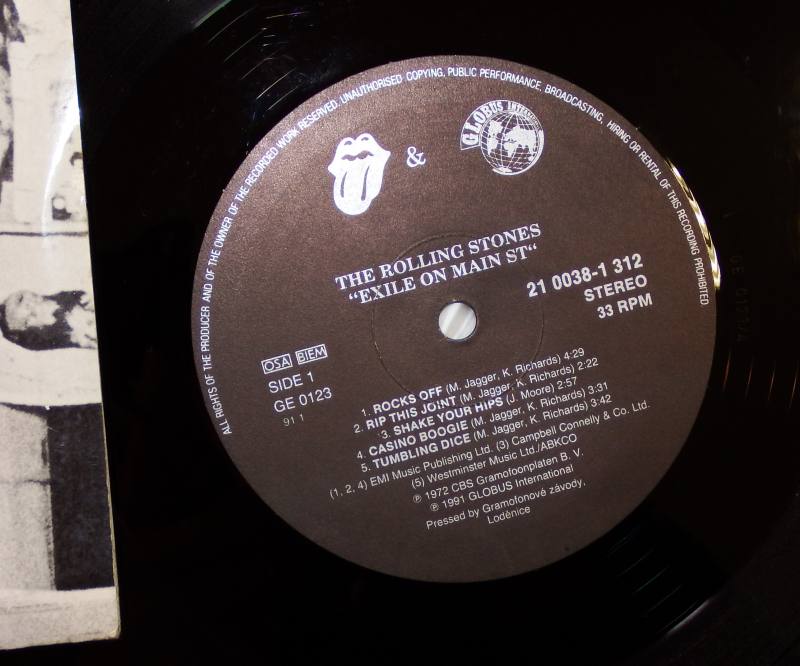 ALL RIGHTS OF THE PRODUCER AND OF THE OWNER OF THE RECORDED WORK RESERVED. UNAUTHORISED COPYING, PUBLIC PERFORMANCE, BROADCASTING, HIRING OR RENTAL OF THIS RECORDING PROHIBITED
&
GLOBUS INTERNATIONAL
THE ROLLING STONES
“EXILE ON MAIN ST“
21 0038-1 312
STEREO
33 RPM
OSA BIEM
SIDE 1
GE 0123
91 1
1. ROCKS OFF (M. Jagger, K. Richards) 4:29
2. RIP THIS JOINT (M. Jagger, K. Richards) 2:22
3. SHAKE YOUR HIPS (J. Moore) 2:57
4. CASINO BOOGIE (M. Jagger, K. Richards) 3:31
5. TUMBLING DICE (M. Jagger, K. Richards) 3:42
(1, 2, 4) EMI Music Publishing Ltd. (3) Campbell Connelly & Co. Ltd.
(5) Westminster Music Ltd./ABKCO
℗ 1972 CBS Gramofoonplaten B. V.
℗ 1991 GLOBUS International
Pressed by Gramofonové závody,
Loděnice